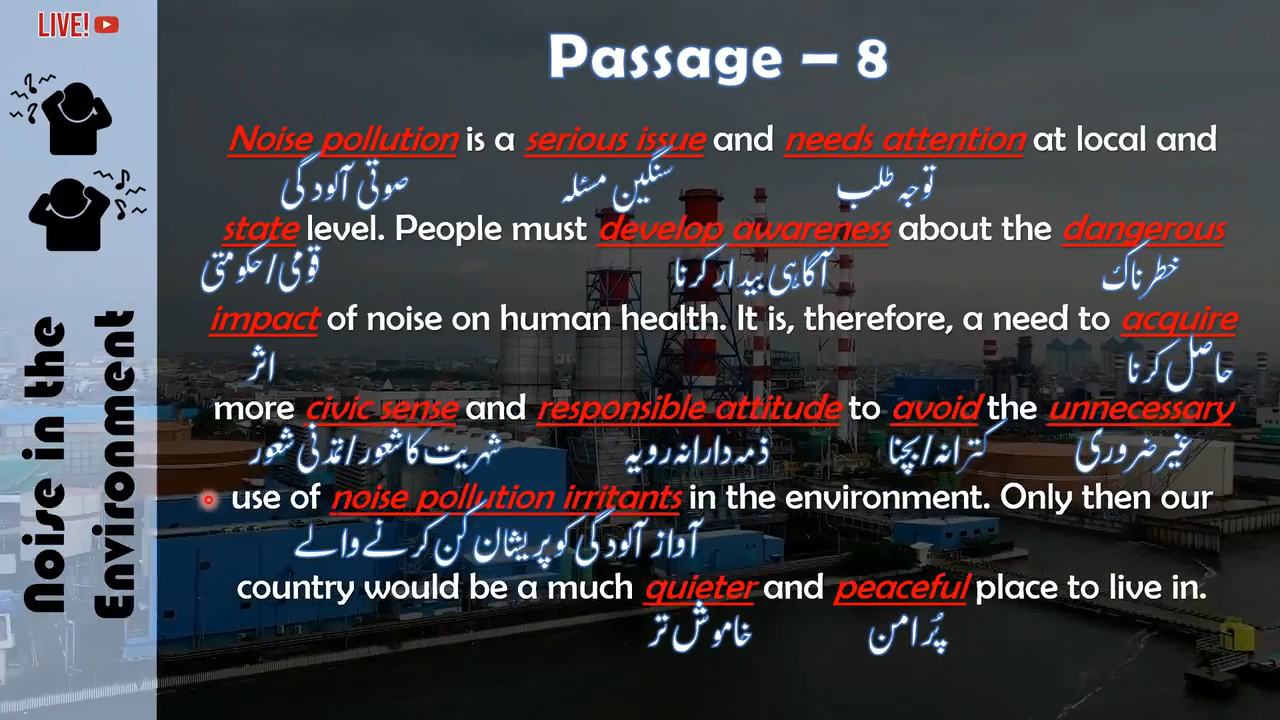 LIVE!
Noise in the
Environment
Passage – 8
Noise pollution is a serious issue and needs attention at local and
صوتی آلودگی سنگین مسئلہ توجہ طلب
state level. People must develop awareness about the dangerous
قومی/حکومتی آگاہی بیدار کرنا خطرناک
impact of noise on human health. It is, therefore, a need to acquire
اثر حاصل کرنا
more civic sense and responsible attitude to avoid the unnecessary
شہریت کا شعور/تمدنی شعور ذمہ دارانہ رویہ کترانہ/بچنا غیر ضروری
use of noise pollution irritants in the environment. Only then our
آواز آلودگی کو پریشان کن کرنے والے
country would be a much quieter and peaceful place to live in.
خاموش تر پُر امن